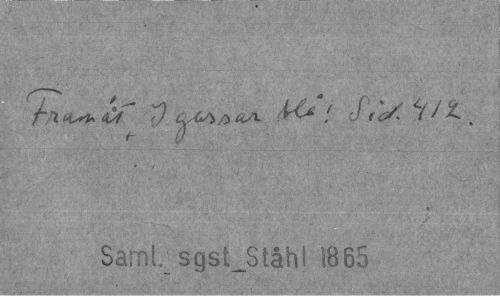 Framåt, I gossar blå! Sid. 412.
Saml. sgst Ståhl 1865